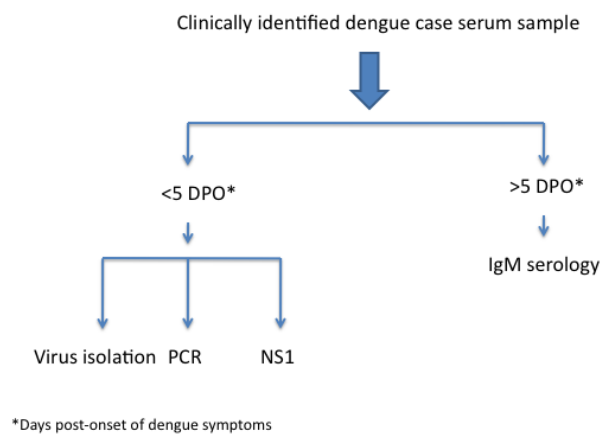 Clinically identified dengue case serum sample
<5 DPO*
>5 DPO*
IgM serology
Virus isolation PCR NS1
*Days post-onset of dengue symptoms